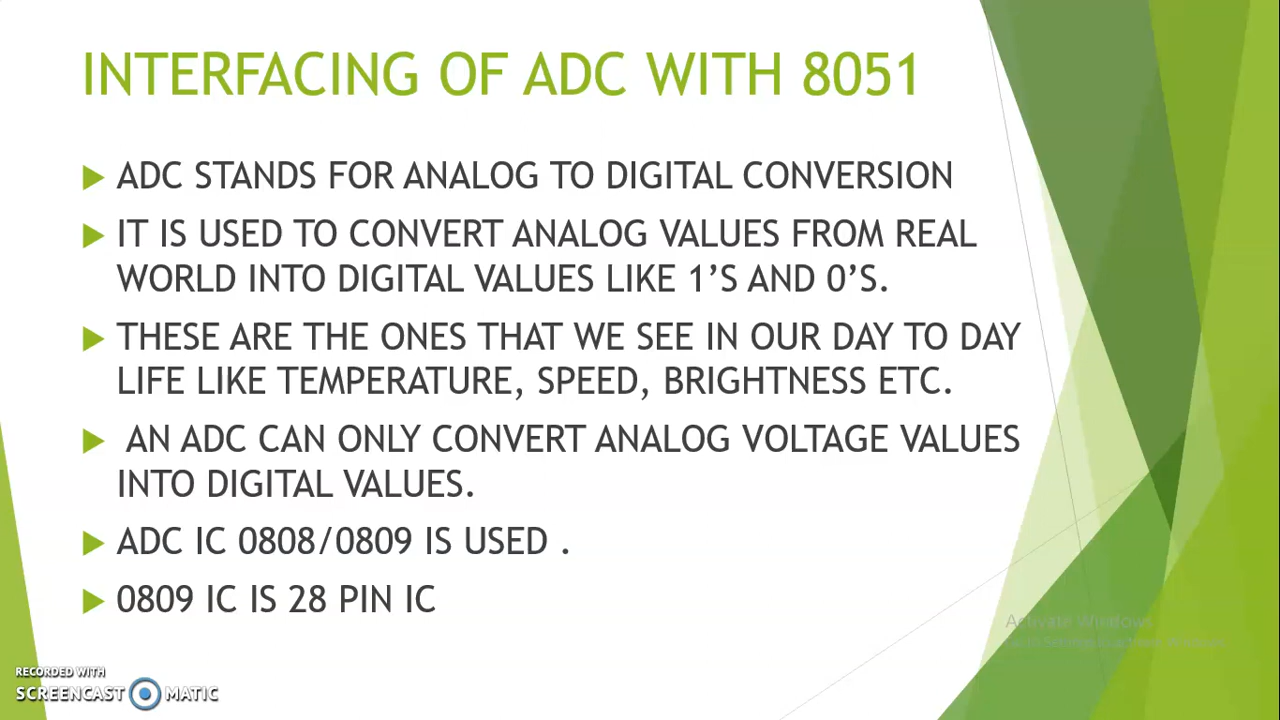 INTERFACING OF ADC WITH 8051
ADC STANDS FOR ANALOG TO DIGITAL CONVERSION
IT IS USED TO CONVERT ANALOG VALUES FROM REAL
WORLD INTO DIGITAL VALUES LIKE 1’S AND 0’S.
THESE ARE THE ONES THAT WE SEE IN OUR DAY TO DAY
LIFE LIKE TEMPERATURE, SPEED, BRIGHTNESS ETC.
AN ADC CAN ONLY CONVERT ANALOG VOLTAGE VALUES
INTO DIGITAL VALUES.
ADC IC 0808/0809 IS USED .
0809 IC IS 28 PIN IC
Activate Windows
RECORDED WITH
SCREENCAST MATIC